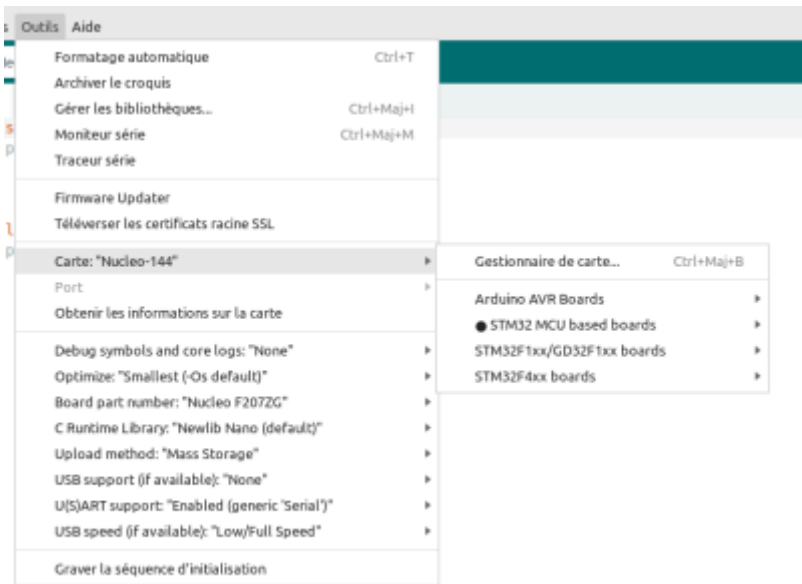 Outils Aide
Formatage automatique Ctrl+T
Archiver le croquis
Gérer les bibliothèques... Ctrl+Maj+I
Moniteur série Ctrl+Maj+M
Traceur série
Firmware Updater
Téléverser les certificats racine SSL
Carte: "Nucleo-144"
Port
Obtenir les informations sur la carte
Debug symbols and core logs: "None"
Optimize: "Smallest (-Os default)"
Board part number: "Nucleo F207ZG"
C Runtime Library: "Newlib Nano (default)"
Upload method: "Mass Storage"
USB support (if available): "None"
U(S)ART support: "Enabled (generic 'Serial')"
USB speed (if available): "Low/Full Speed"
Graver la séquence d'initialisation
Gestionnaire de carte... Ctrl+Maj+B
Arduino AVR Boards
STM32 MCU based boards
STM32F1xx/GD32F1xx boards
STM32F4xx boards